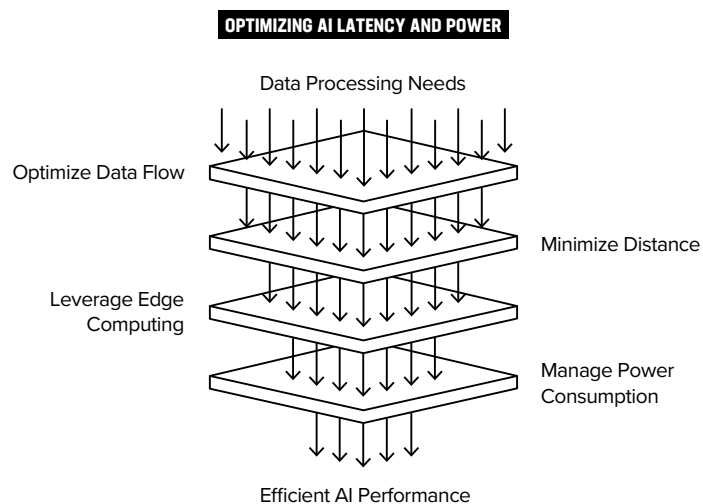 OPTIMIZING AI LATENCY AND POWER
Data Processing Needs
Optimize Data Flow
Minimize Distance
Leverage Edge
Computing
Manage Power
Consumption
Efficient AI Performance